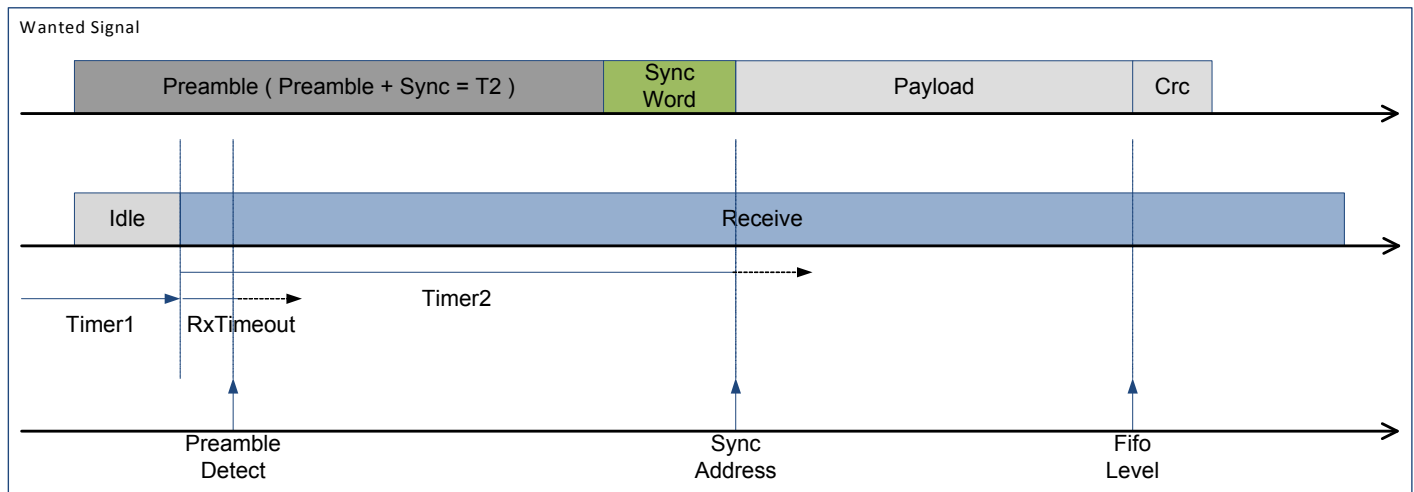 Wanted Signal
Preamble ( Preamble + Sync = T2 )
Sync
Word
Payload
Crc
Idle
Receive
Timer2
Timer1
RxTimeout
Preamble
Detect
Sync
Address
Fifo
Level